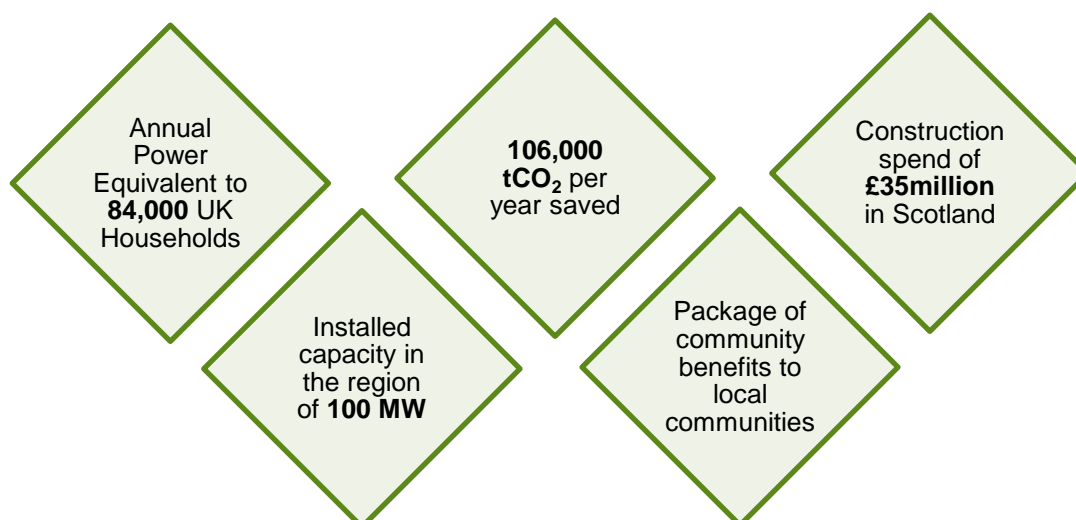 Annual
Power
Equivalent to
84,000 UK
Households
106,000
tCO₂ per
year saved
Construction
spend of
£35million
in Scotland
Installed
capacity in
the region
of 100 MW
Package of
community
benefits to
local
communities